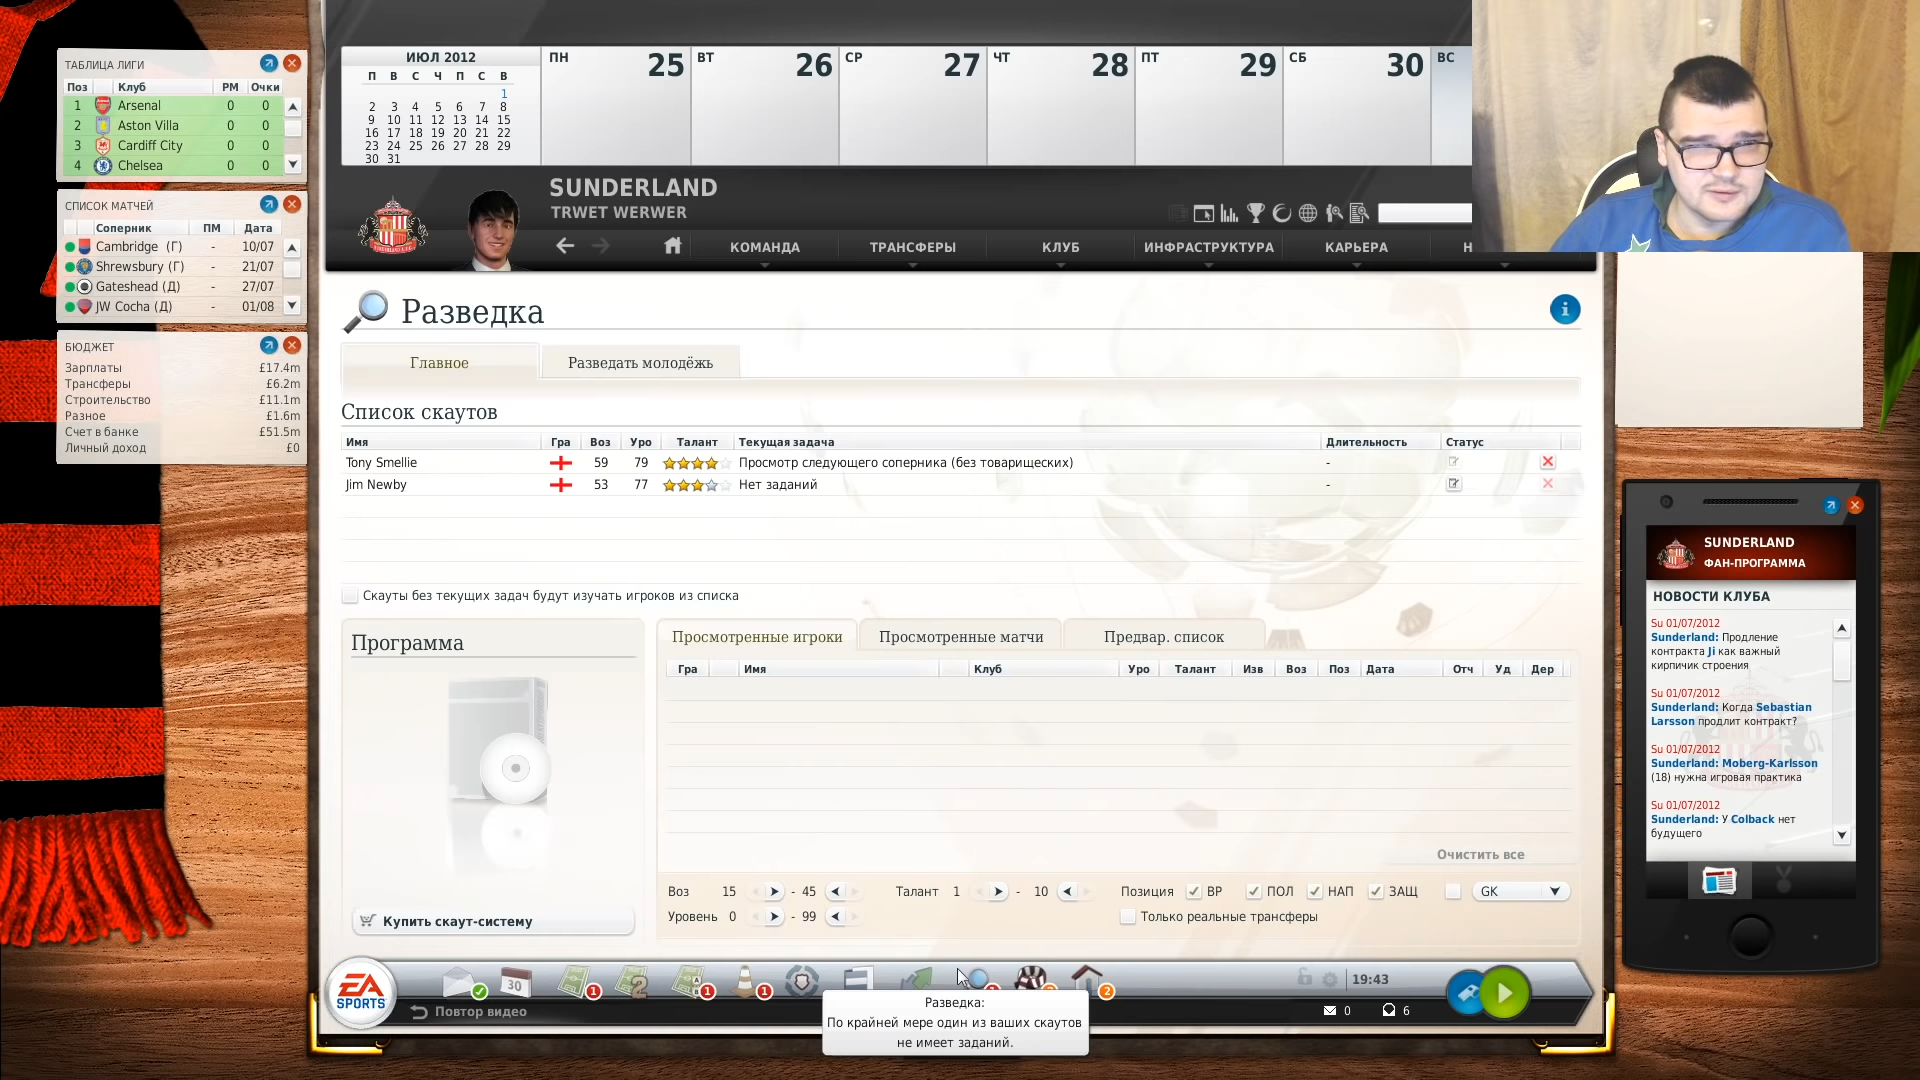 ТАБЛИЦА ЛИГИ
Поз Клуб РМ Очки
1 Arsenal 0 0
2 Aston Villa 0 0
3 Cardiff City 0 0
4 Chelsea 0 0
СПИСОК МАТЧЕЙ
Соперник ПМ Дата
Cambridge (Г) - 10/07
Shrewsbury (Г) - 21/07
Gateshead (Д) - 27/07
JW Cocha (Д) - 01/08
БЮДЖЕТ
Зарплаты £17.4m
Трансферы £6.2m
Строительство £11.1m
Разное £1.6m
Счет в банке £51.5m
Личный доход £0
ИЮЛ 2012
П В С Ч П С В
1
2 3 4 5 6 7 8
9 10 11 12 13 14 15
16 17 18 19 20 21 22
23 24 25 26 27 28 29
30 31
ПН 25 ВТ 26 СР 27 ЧТ 28 ПТ 29 СБ 30 ВС
SUNDERLAND
TRWET WERWER
КОМАНДА ТРАНСФЕРЫ КЛУБ ИНФРАСТРУКТУРА КАРЬЕРА Н
Разведка
Главное Разведать молодёжь
Список скаутов
Имя Гра Воз Уро Талант Текущая задача Длительность Статус
Tony Smellie 59 79 Просмотр следующего соперника (без товарищеских) -
Jim Newby 53 77 Нет заданий -
Скауты без текущих задач будут изучать игроков из списка
Программа
Купить скаут-систему
Просмотренные игроки Просмотренные матчи Предвар. список
Гра Имя Клуб Уро Талант Изв Воз Поз Дата Отч Уд Дер
Очистить все
Воз 15 - 45 Талант 1 - 10 Позиция ВР ПОЛ НАП ЗАЩ GK
Уровень 0 - 99 Только реальные трансферы
SUNDERLAND
ФАН-ПРОГРАММА
НОВОСТИ КЛУБА
Su 01/07/2012
Sunderland: Продление
контракта Ji как важный
кирпичик строения
Su 01/07/2012
Sunderland: Когда Sebastian
Larsson продлит контракт?
Su 01/07/2012
Sunderland: Moberg-Karlsson
(18) нужна игровая практика
Su 01/07/2012
Sunderland: У Colback нет
будущего
EA
SPORTS
30 1 2 1 1 2
19:43
Повтор видео
0 6
Разведка:
По крайней мере один из ваших скаутов
не имеет заданий.